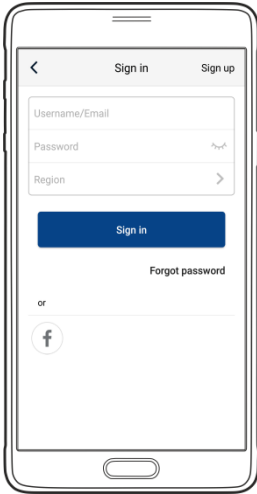 Sign in Sign up
Username/Email
Password
Region
Sign in
Forgot password
or
f